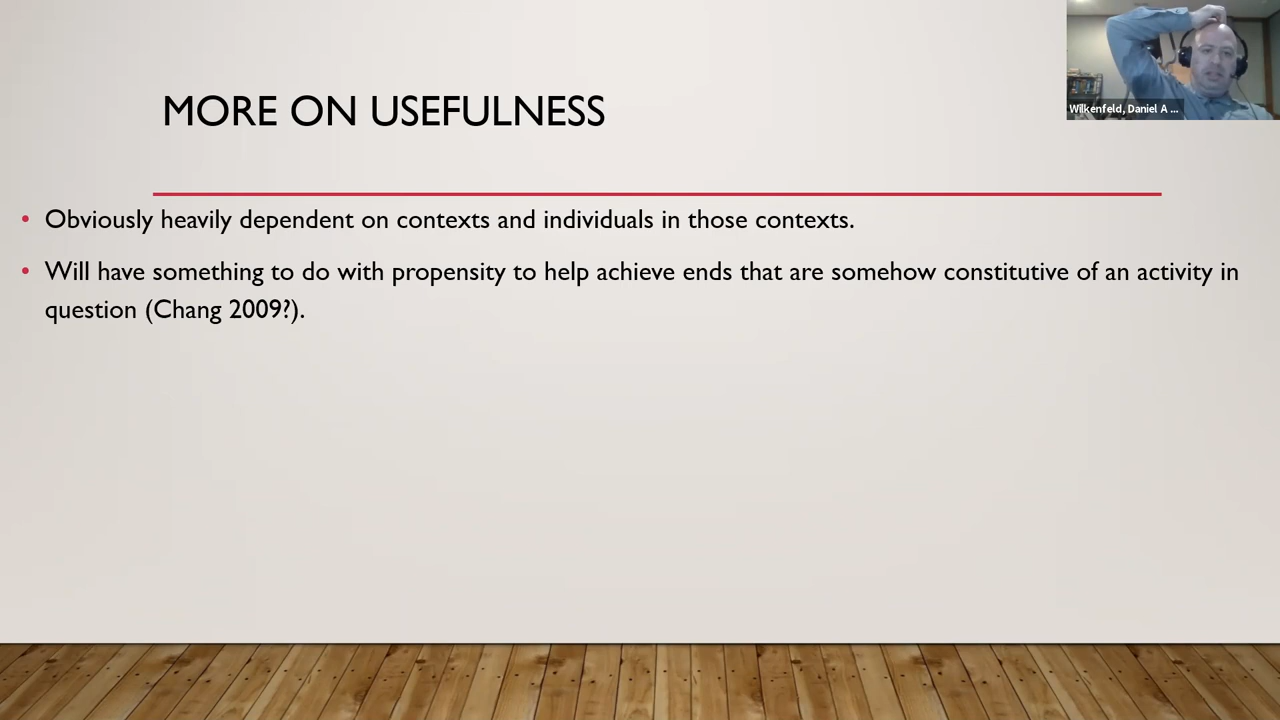 MORE ON USEFULNESS
Wilkenfeld, Daniel A ...
• Obviously heavily dependent on contexts and individuals in those contexts.
• Will have something to do with propensity to help achieve ends that are somehow constitutive of an activity in
question (Chang 2009?).